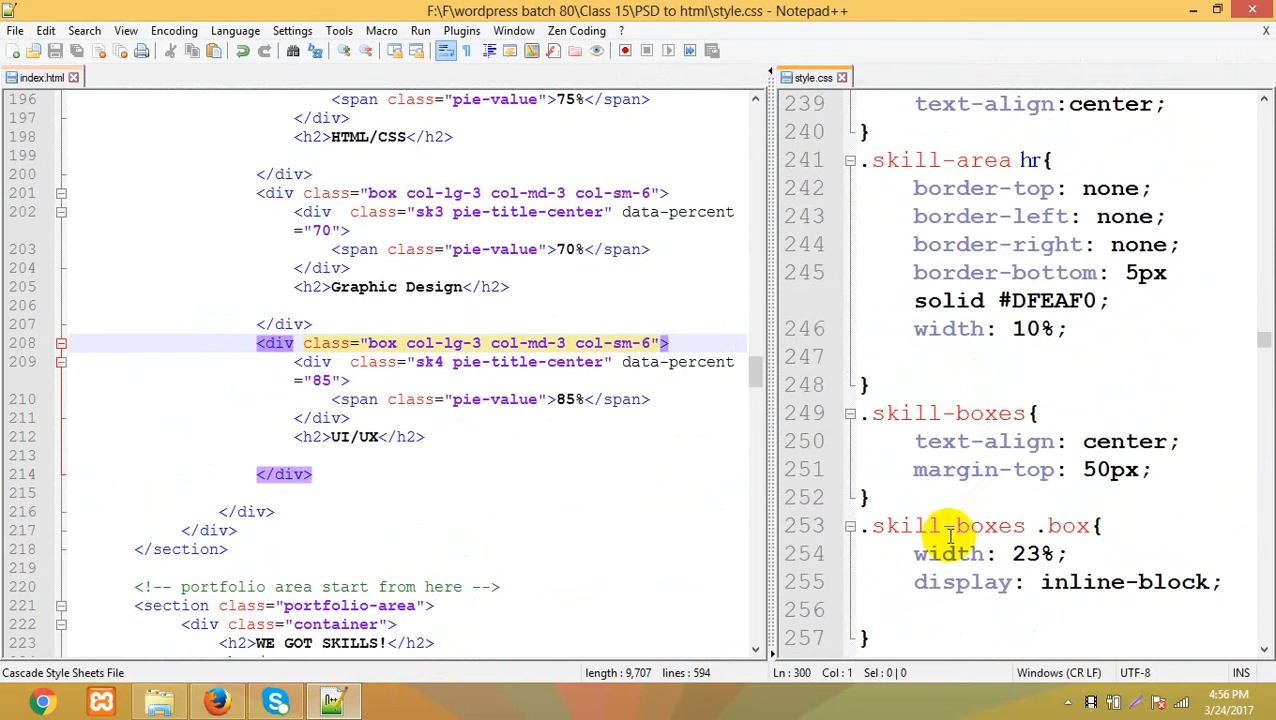 F:\F\wordpress batch 80\Class 15\PSD to html\style.css - Notepad++
File Edit Search View Encoding Language Settings Tools Macro Run Plugins Window Zen Coding ? X
index.html
style.css
196 <span class="pie-value">75%</span>
197 </div>
198 <h2>HTML/CSS</h2>
199
200 </div>
201 <div class="box col-lg-3 col-md-3 col-sm-6">
202 <div  class="sk3 pie-title-center" data-percent
="70">
203 <span class="pie-value">70%</span>
204 </div>
205 <h2>Graphic Design</h2>
206
207 </div>
208 <div class="box col-lg-3 col-md-3 col-sm-6">
209 <div  class="sk4 pie-title-center" data-percent
="85">
210 <span class="pie-value">85%</span>
211 </div>
212 <h2>UI/UX</h2>
213
214 </div>
215
216 </div>
217 </div>
218 </section>
219
220 <!-- portfolio area start from here -->
221 <section class="portfolio-area">
222 <div class="container">
223 <h2>WE GOT SKILLS!</h2>
239 text-align:center;
240 }
241 .skill-area hr{
242 border-top: none;
243 border-left: none;
244 border-right: none;
245 border-bottom: 5px
solid #DFEAF0;
246 width: 10%;
247
248 }
249 .skill-boxes{
250 text-align: center;
251 margin-top: 50px;
252 }
253 .skill-boxes .box{
254 width: 23%;
255 display: inline-block;
256
257 }
Cascade Style Sheets File length : 9,707 lines : 594 Ln : 300 Col : 1 Sel : 0 | 0 Windows (CR LF) UTF-8 INS
4:56 PM
3/24/2017